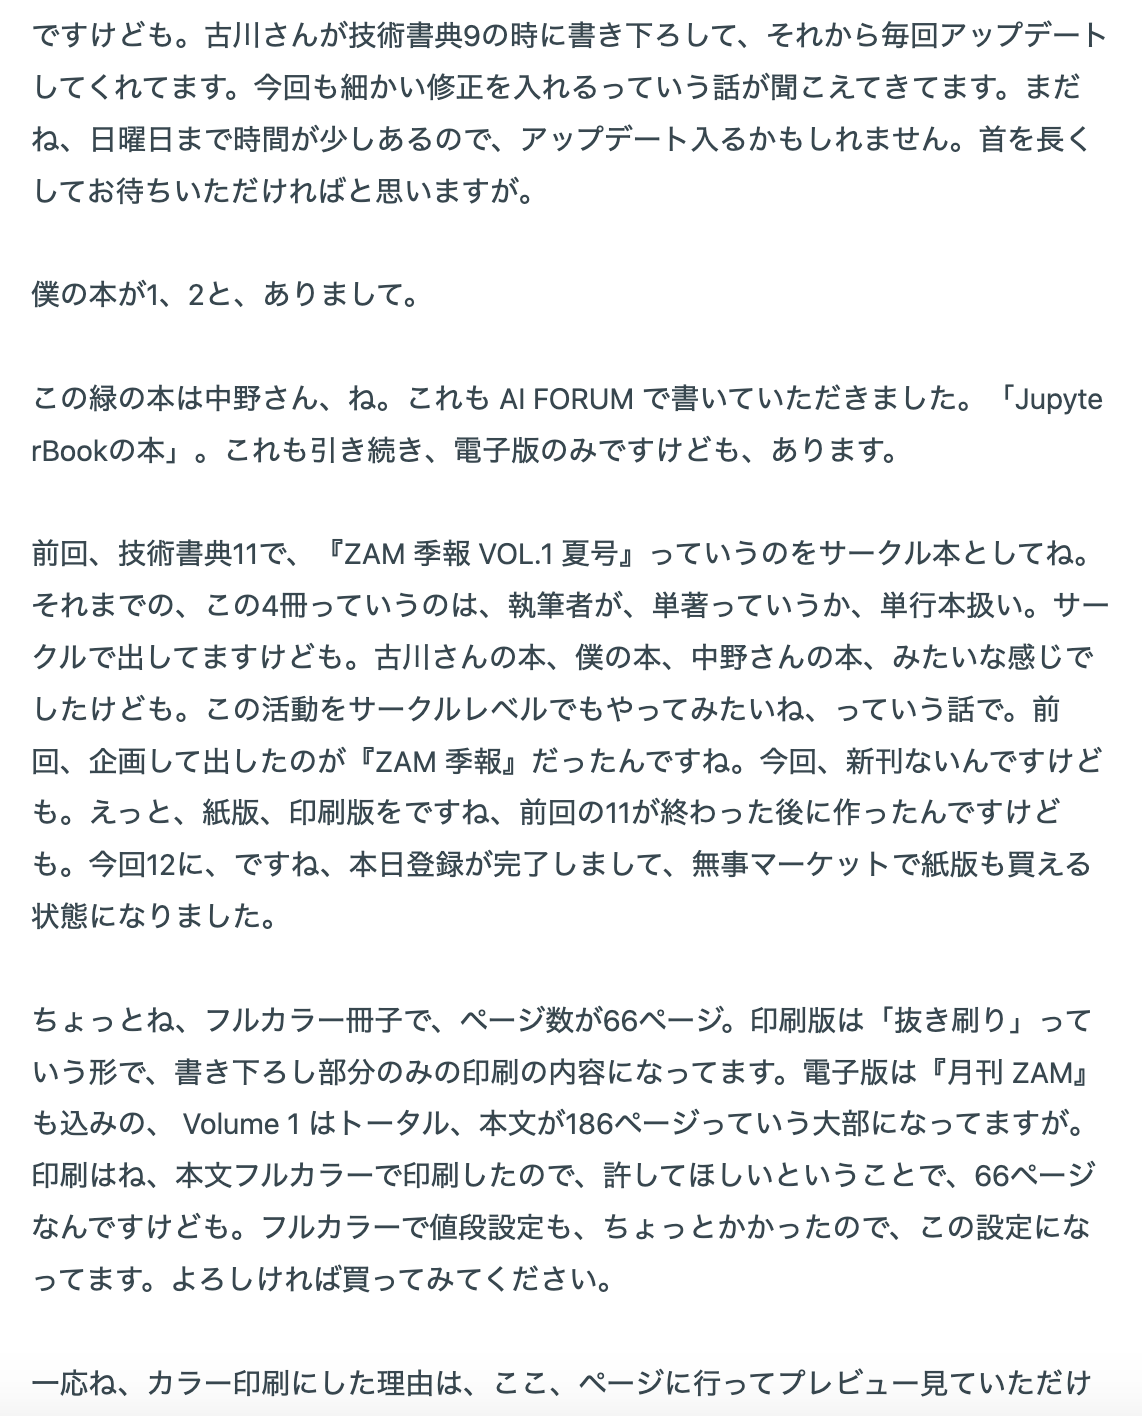 ですけども。古川さんが技術書典9の時に書き下ろして、それから毎回アップデート
してくれてます。今回も細かい修正を入れるっていう話が聞こえてきてます。まだ
ね、日曜日まで時間が少しあるので、アップデート入るかもしれません。首を長く
してお待ちいただければと思いますが。
僕の本が1、2と、ありまして。
この緑の本は中野さん、ね。これも AI FORUM で書いていただきました。「Jupyte
rBookの本」。これも引き続き、電子版のみですけども、あります。
前回、技術書典11で、『ZAM 季報 VOL.1 夏号』っていうのをサークル本としてね。
それまでの、この4冊っていうのは、執筆者が、単著っていうか、単行本扱い。サー
クルで出してますけども。古川さんの本、僕の本、中野さんの本、みたいな感じで
したけども。この活動をサークルレベルでもやってみたいね、っていう話で。前
回、企画して出したのが『ZAM 季報』だったんですね。今回、新刊ないんですけど
も。えっと、紙版、印刷版をですね、前回の11が終わった後に作ったんですけど
も。今回12に、ですね、本日登録が完了しまして、無事マーケットで紙版も買える
状態になりました。
ちょっとね、フルカラー冊子で、ページ数が66ページ。印刷版は「抜き刷り」って
いう形で、書き下ろし部分のみの印刷の内容になってます。電子版は『月刊 ZAM』
も込みの、 Volume 1 はトータル、本文が186ページっていう大部になってますが。
印刷はね、本文フルカラーで印刷したので、許してほしいということで、66ページ
なんですけども。フルカラーで値段設定も、ちょっとかかったので、この設定にな
ってます。よろしければ買ってみてください。
一応ね、カラー印刷にした理由は、ここ、ページに行ってプレビュー見ていただけ